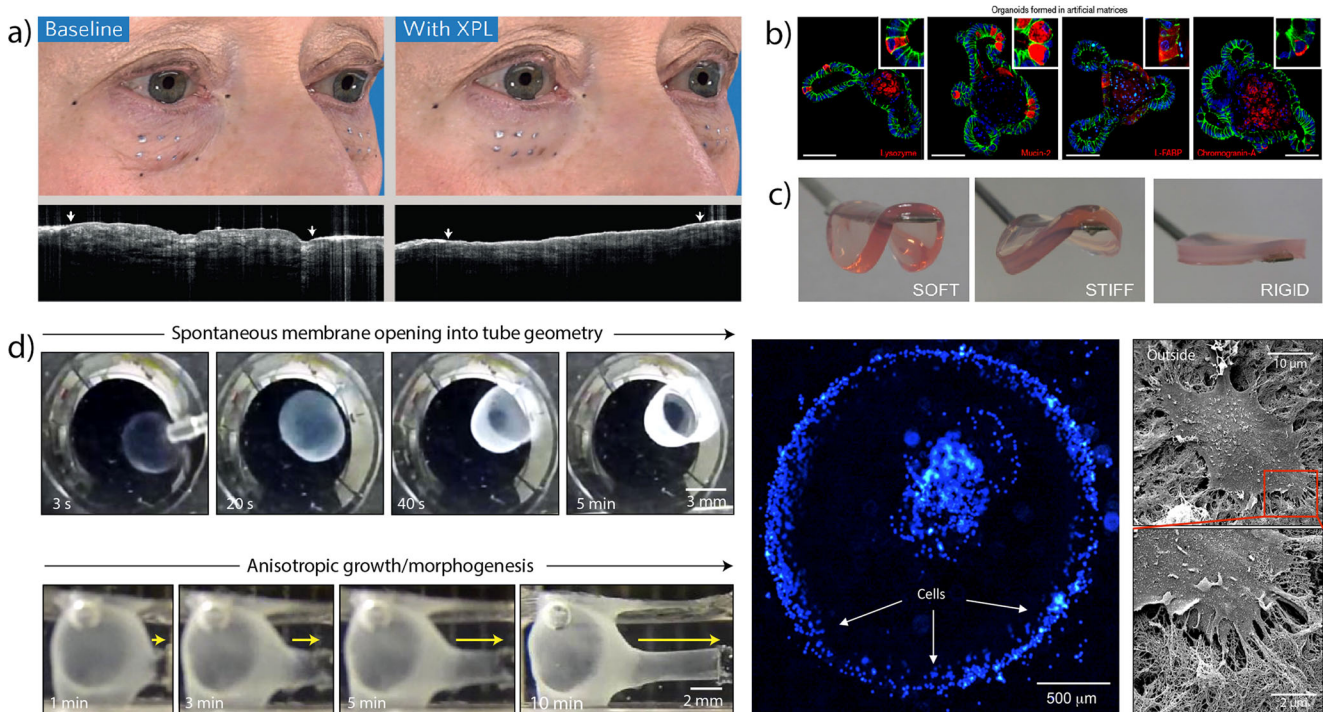 a)
Baseline
With XPL
b)
Organoids formed in artificial matrices
Lysozyme
Mucin-2
L-FABP
Chromogranin-A
c)
SOFT
STIFF
RIGID
d)
Spontaneous membrane opening into tube geometry
3 s
20 s
40 s
5 min
3 mm
Anisotropic growth/morphogenesis
1 min
3 min
5 min
10 min
2 mm
Cells
500 µm
Outside
10 µm
2 µm